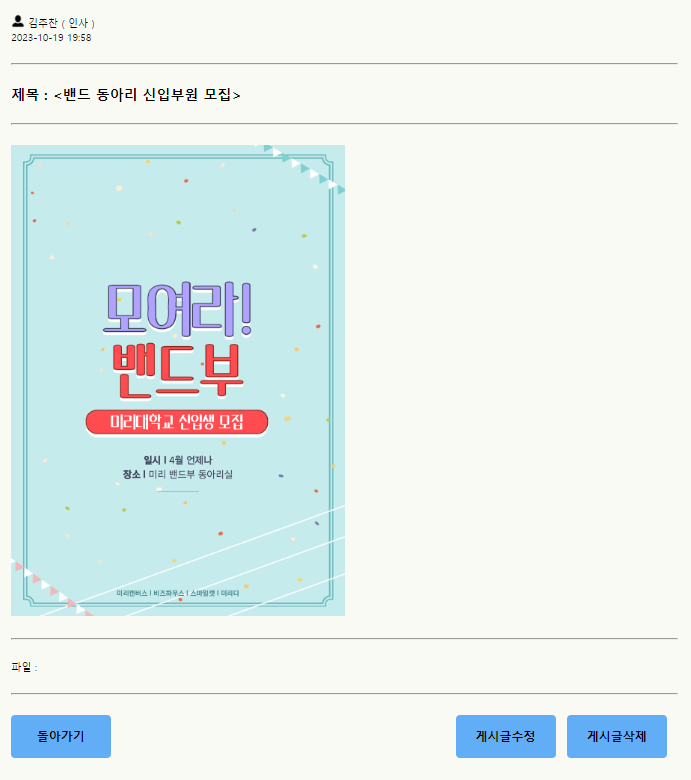 김주찬 ( 인사 )
2023-10-19 19:58
제목 : <밴드 동아리 신입부원 모집>
모여라!
밴드부
미리대학교 신입생 모집
일시 I 4월 언제나
장소 I 미리 밴드부 동아리실
미리캔버스 I 비즈하우스 I 스마일캣 I 미리디
파일 :
돌아가기
게시글수정
게시글삭제